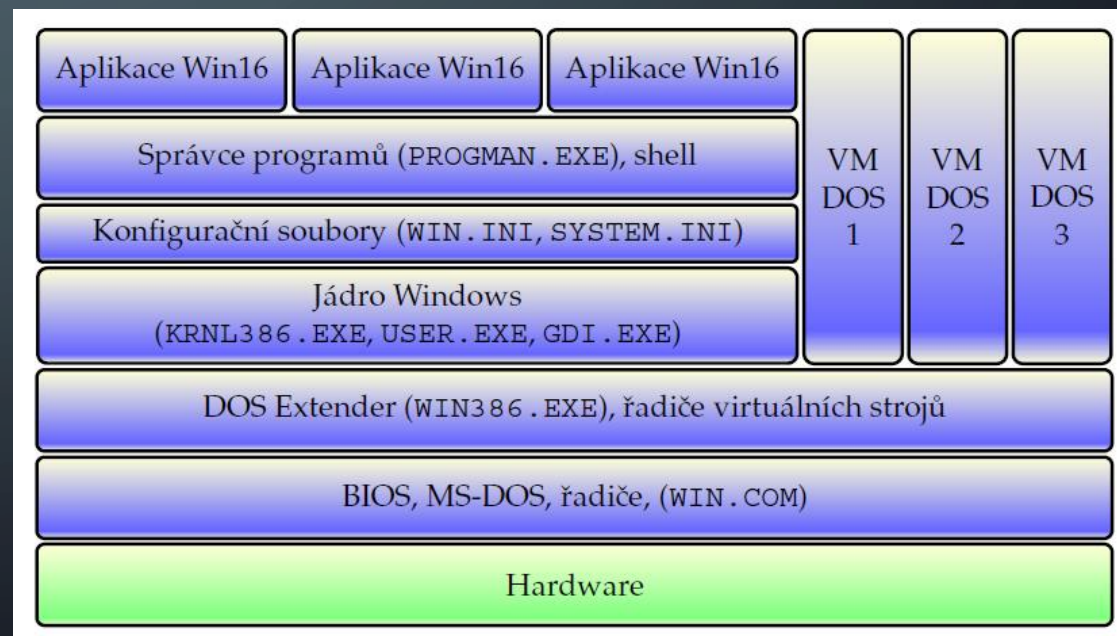 Aplikace Win16
Aplikace Win16
Aplikace Win16
Správce programů (PROGMAN.EXE), shell
Konfigurační soubory (WIN.INI, SYSTEM.INI)
Jádro Windows
(KRNL386.EXE, USER.EXE, GDI.EXE)
VM
DOS
1
VM
DOS
2
VM
DOS
3
DOS Extender (WIN386.EXE), řadiče virtuálních strojů
BIOS, MS-DOS, řadiče, (WIN.COM)
Hardware